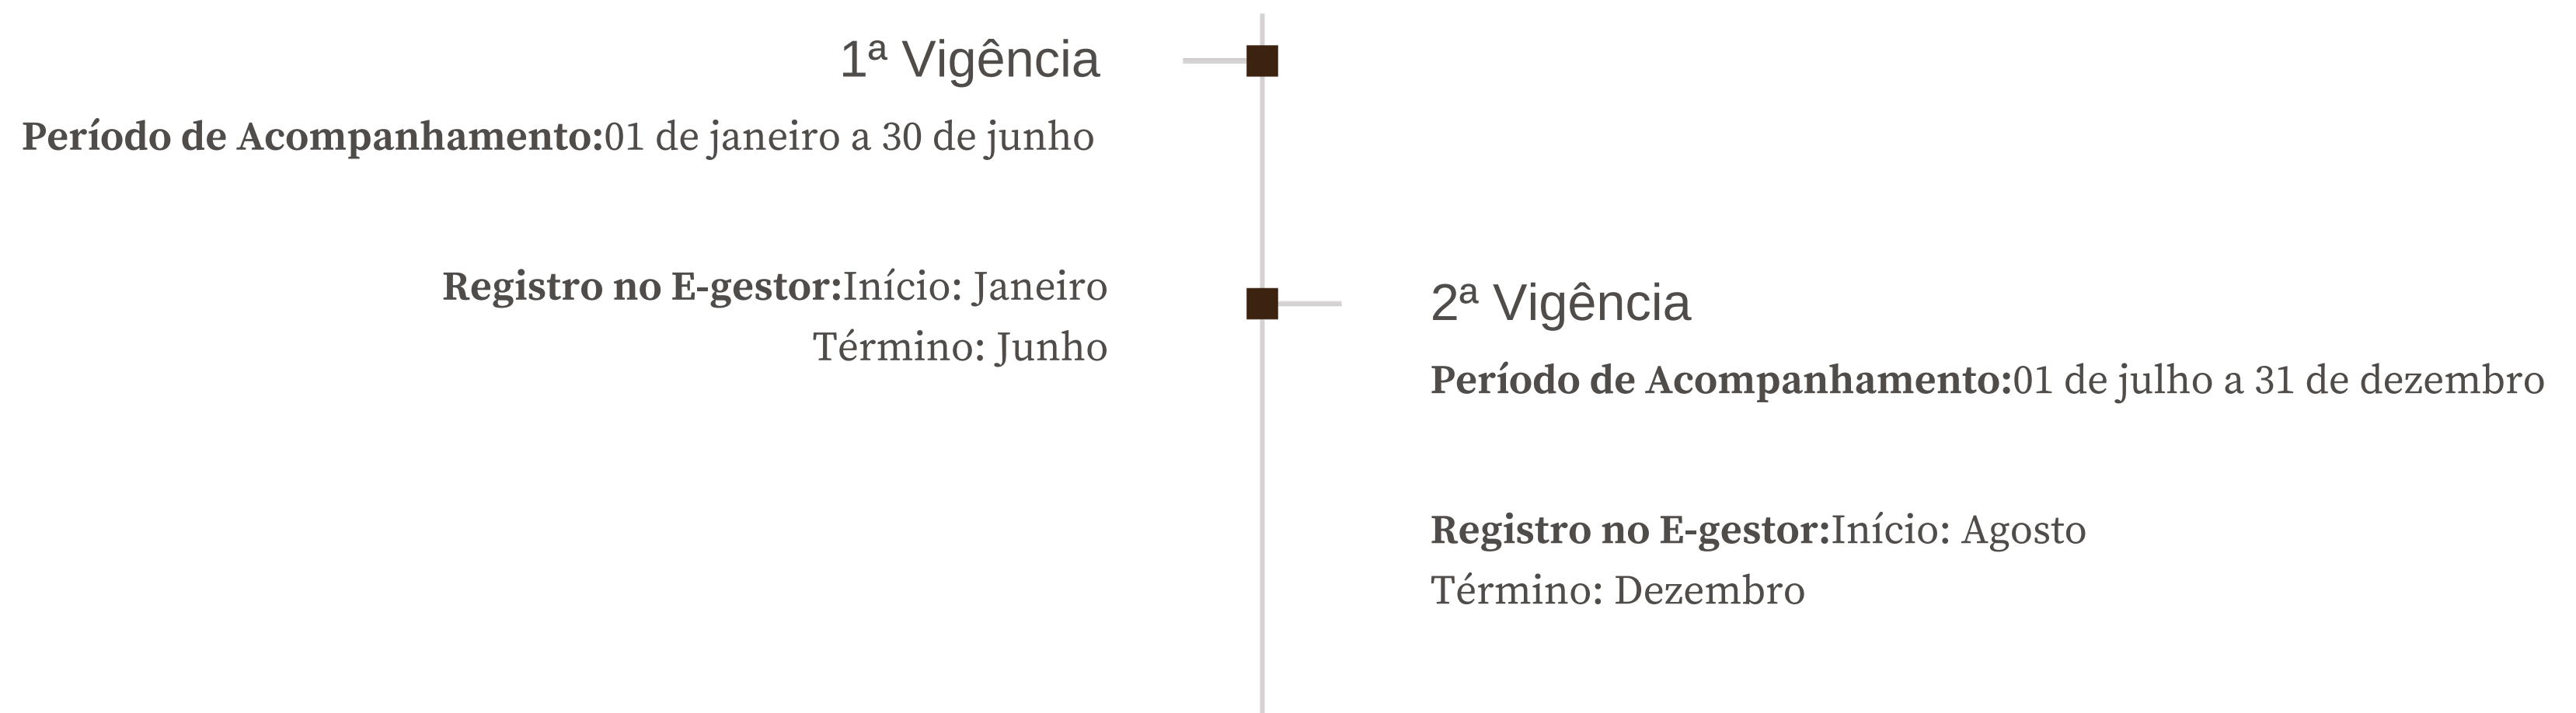 1ª Vigência
Período de Acompanhamento:01 de janeiro a 30 de junho
Registro no E-gestor:Início: Janeiro
Término: Junho
2ª Vigência
Período de Acompanhamento:01 de julho a 31 de dezembro
Registro no E-gestor:Início: Agosto
Término: Dezembro